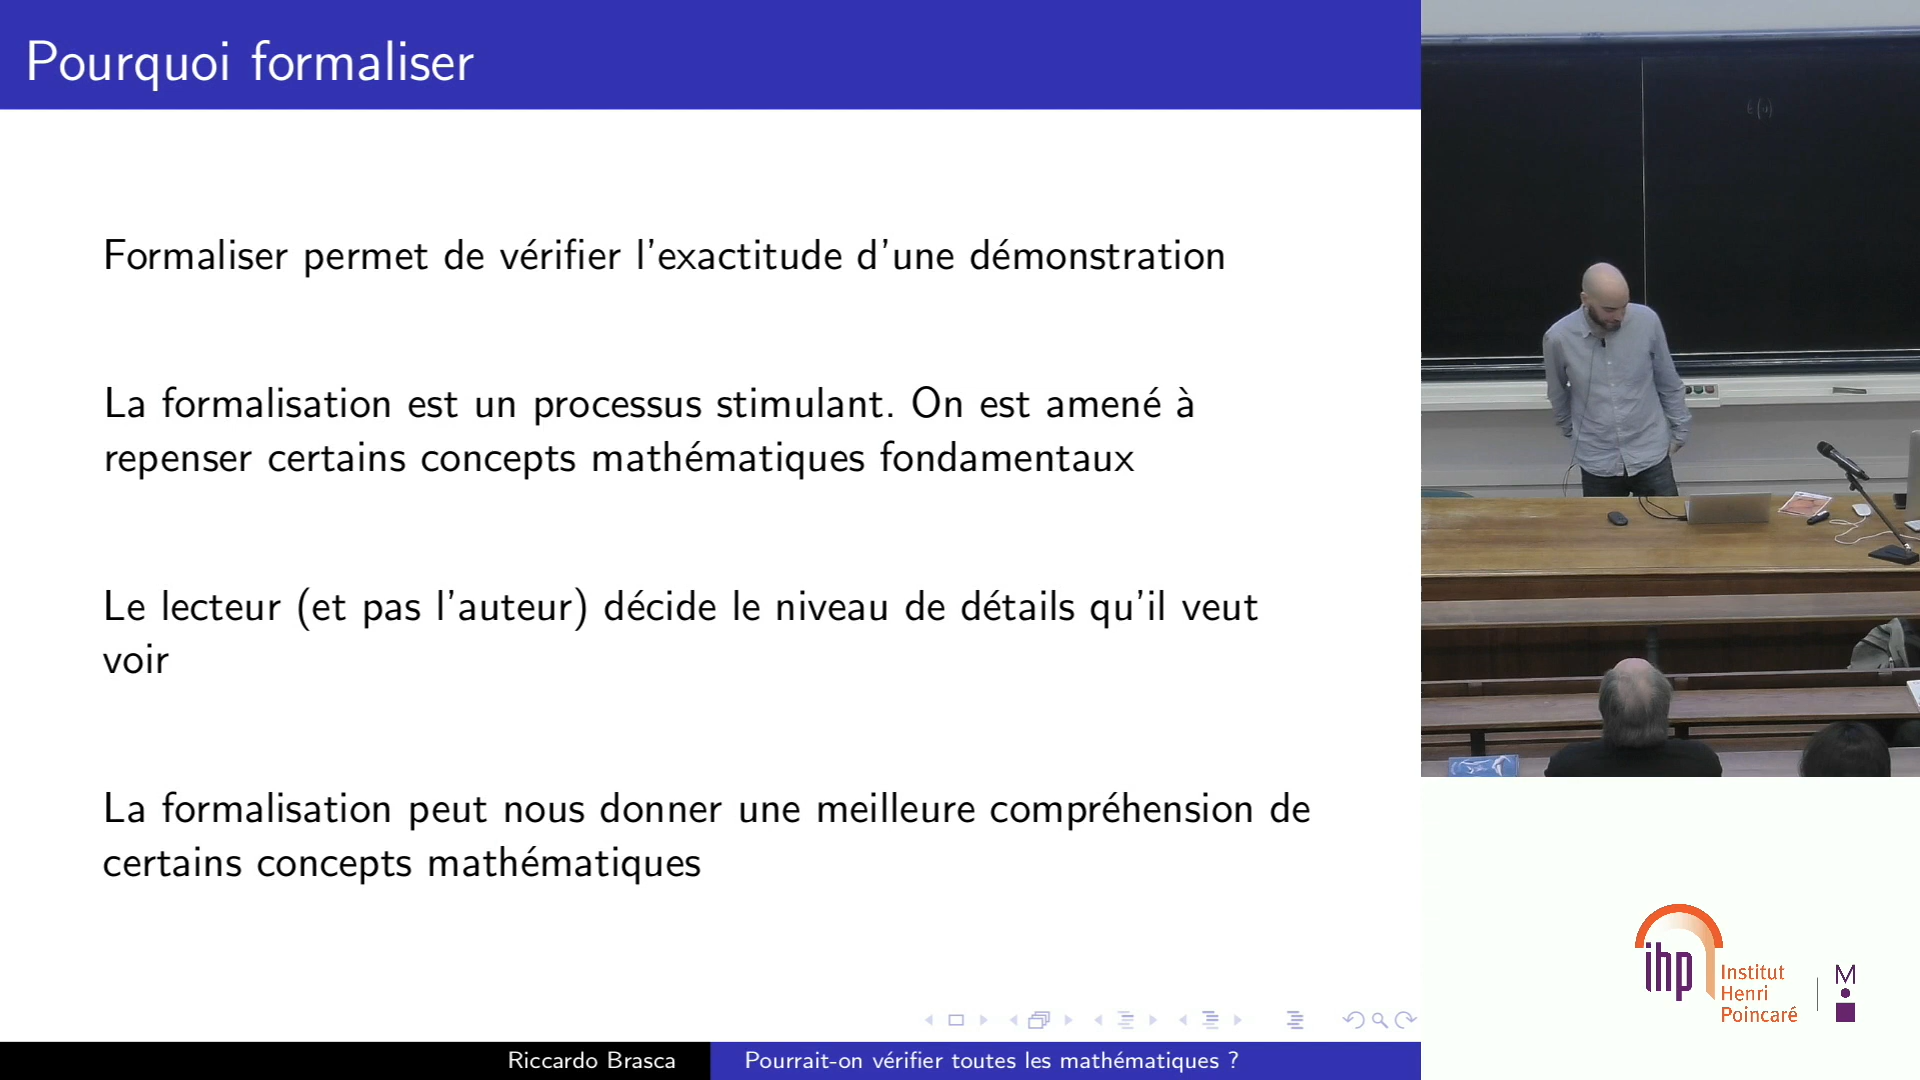 Pourquoi formaliser
Formaliser permet de vérifier l'exactitude d'une démonstration
La formalisation est un processus stimulant. On est amené à
repenser certains concepts mathématiques fondamentaux
Le lecteur (et pas l'auteur) décide le niveau de détails qu'il veut
voir
La formalisation peut nous donner une meilleure compréhension de
certains concepts mathématiques
Riccardo Brasca
Pourrait-on vérifier toutes les mathématiques ?
ihp
Institut
Henri
Poincaré
M